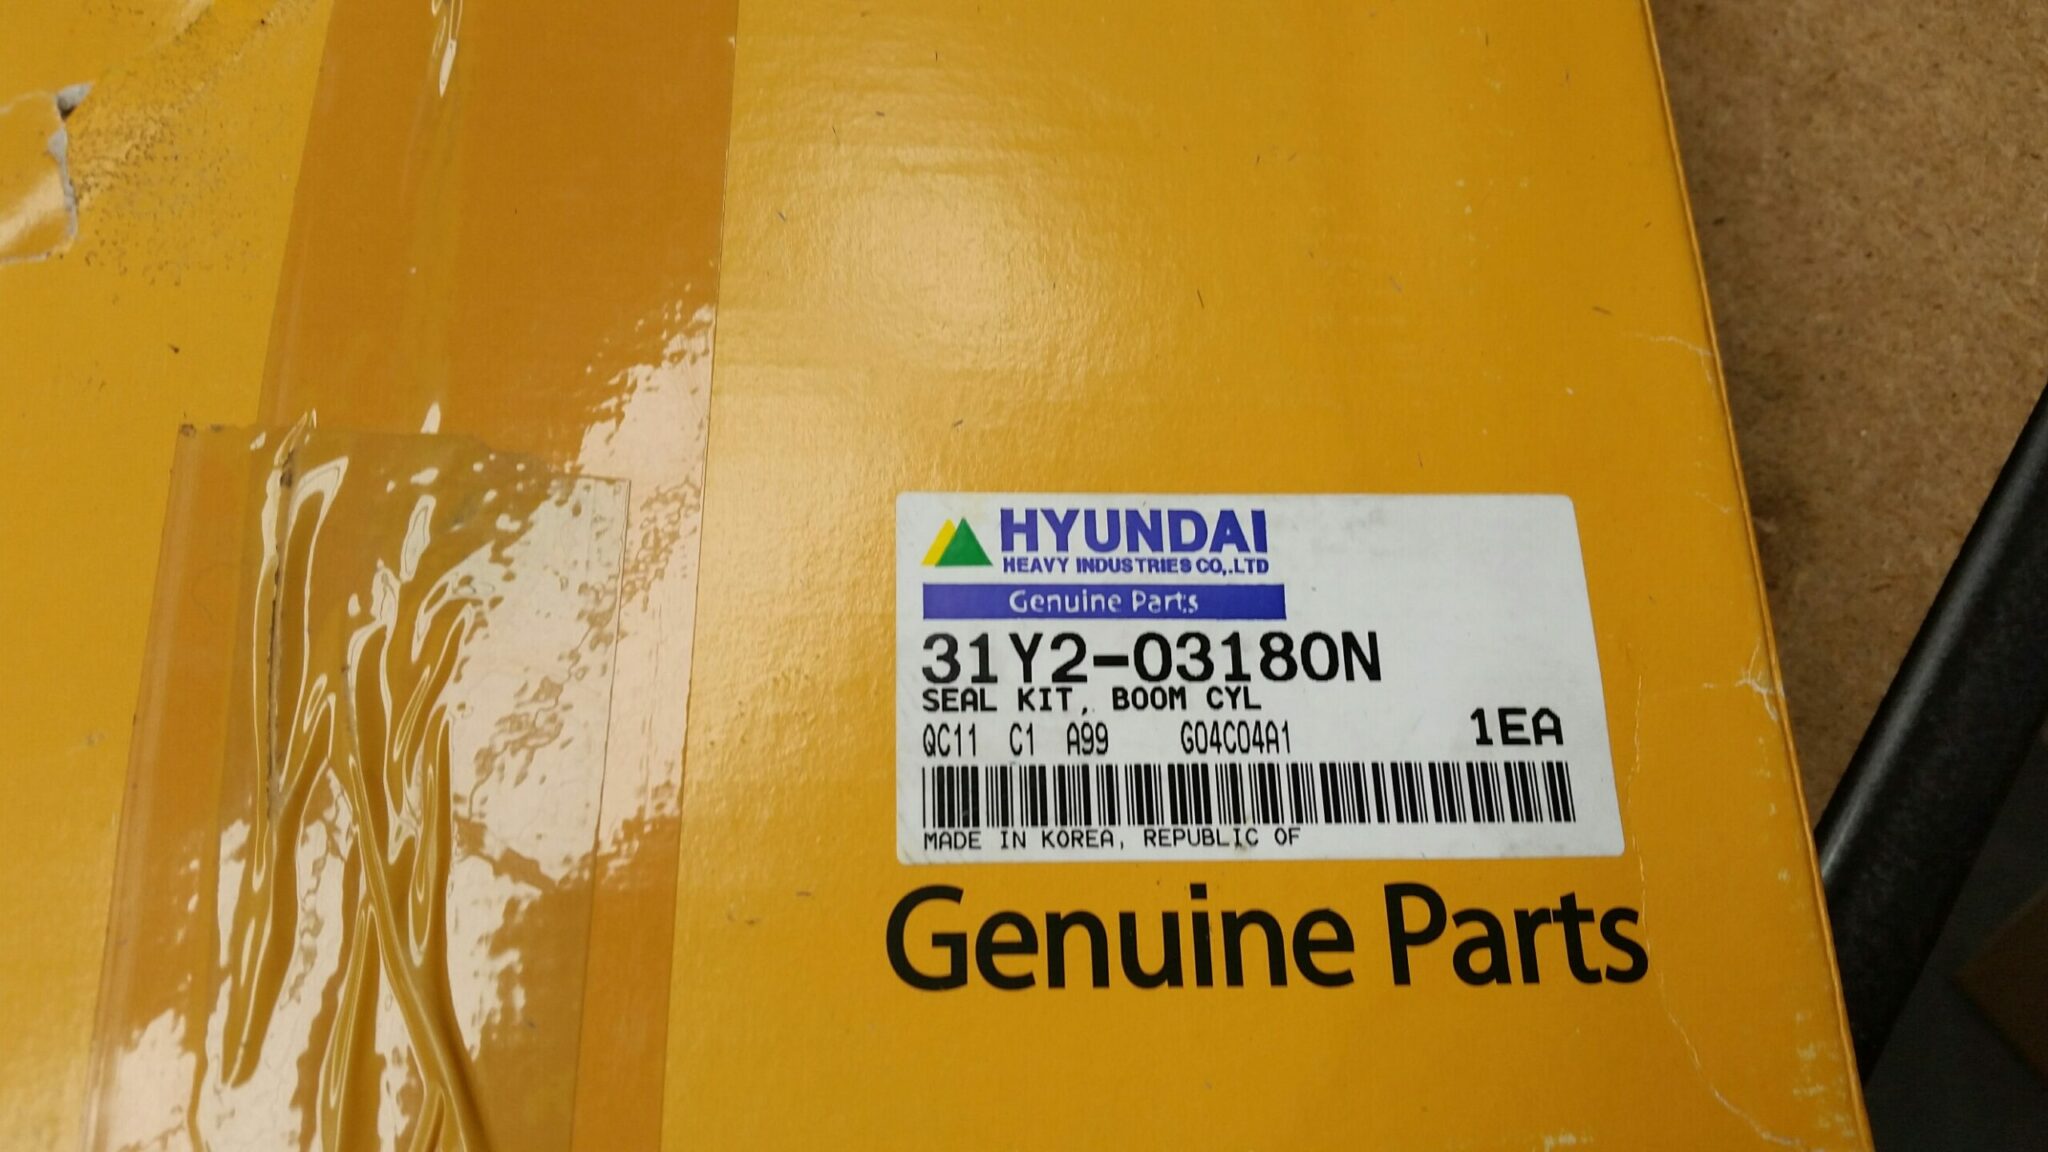 HYUNDAI
HEAVY INDUSTRIES CO,.LTD
Genuine Parts
31Y2-03180N
SEAL KIT, BOOM CYL
QC11 C1 A99 G04C04A1 1EA
MADE IN KOREA, REPUBLIC OF
Genuine Parts